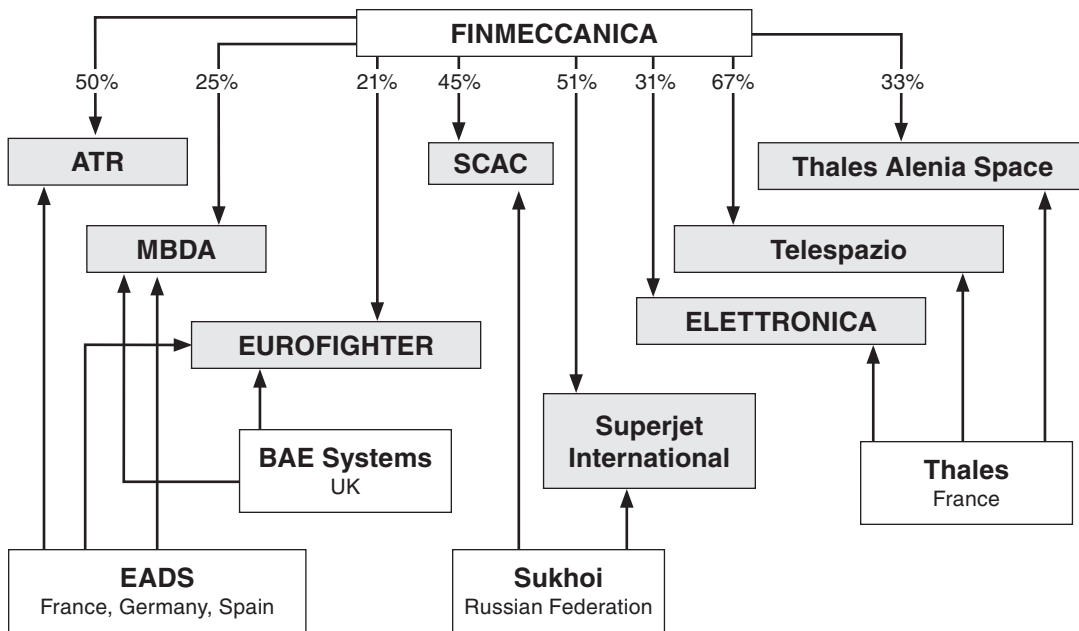 FINMECCANICA
50%
25%
21%
45%
51%
31%
67%
33%
ATR
SCAC
Thales Alenia Space
MBDA
Telespazio
ELETTRONICA
EUROFIGHTER
Superjet
International
BAE Systems
UK
Thales
France
EADS
France, Germany, Spain
Sukhoi
Russian Federation